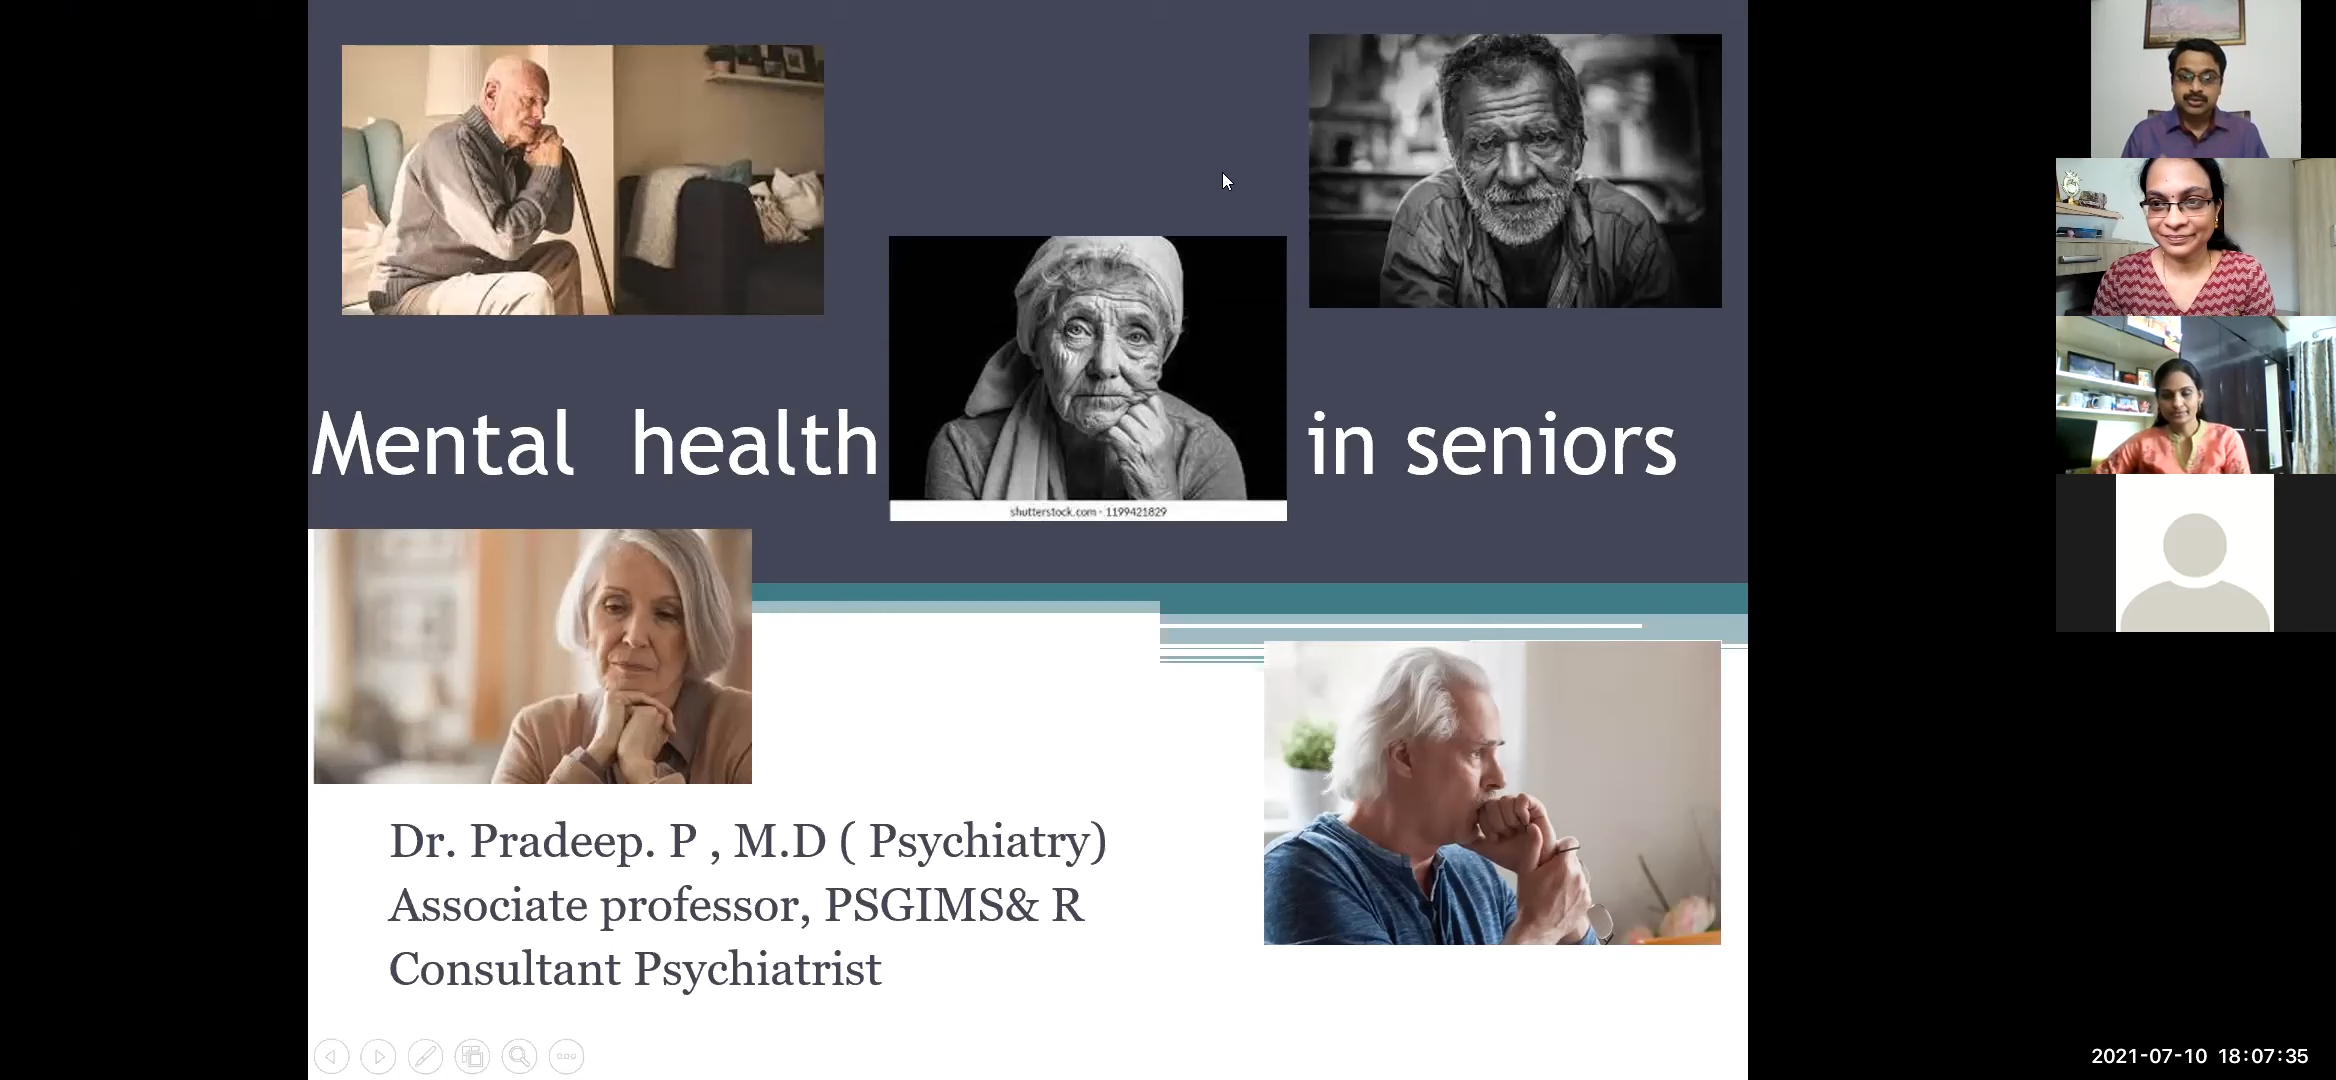 Mental  health in seniors
shutterstock.com · 1199421829
Dr. Pradeep. P , M.D ( Psychiatry)
Associate professor, PSGIMS& R
Consultant Psychiatrist
2021-07-10 18:07:35